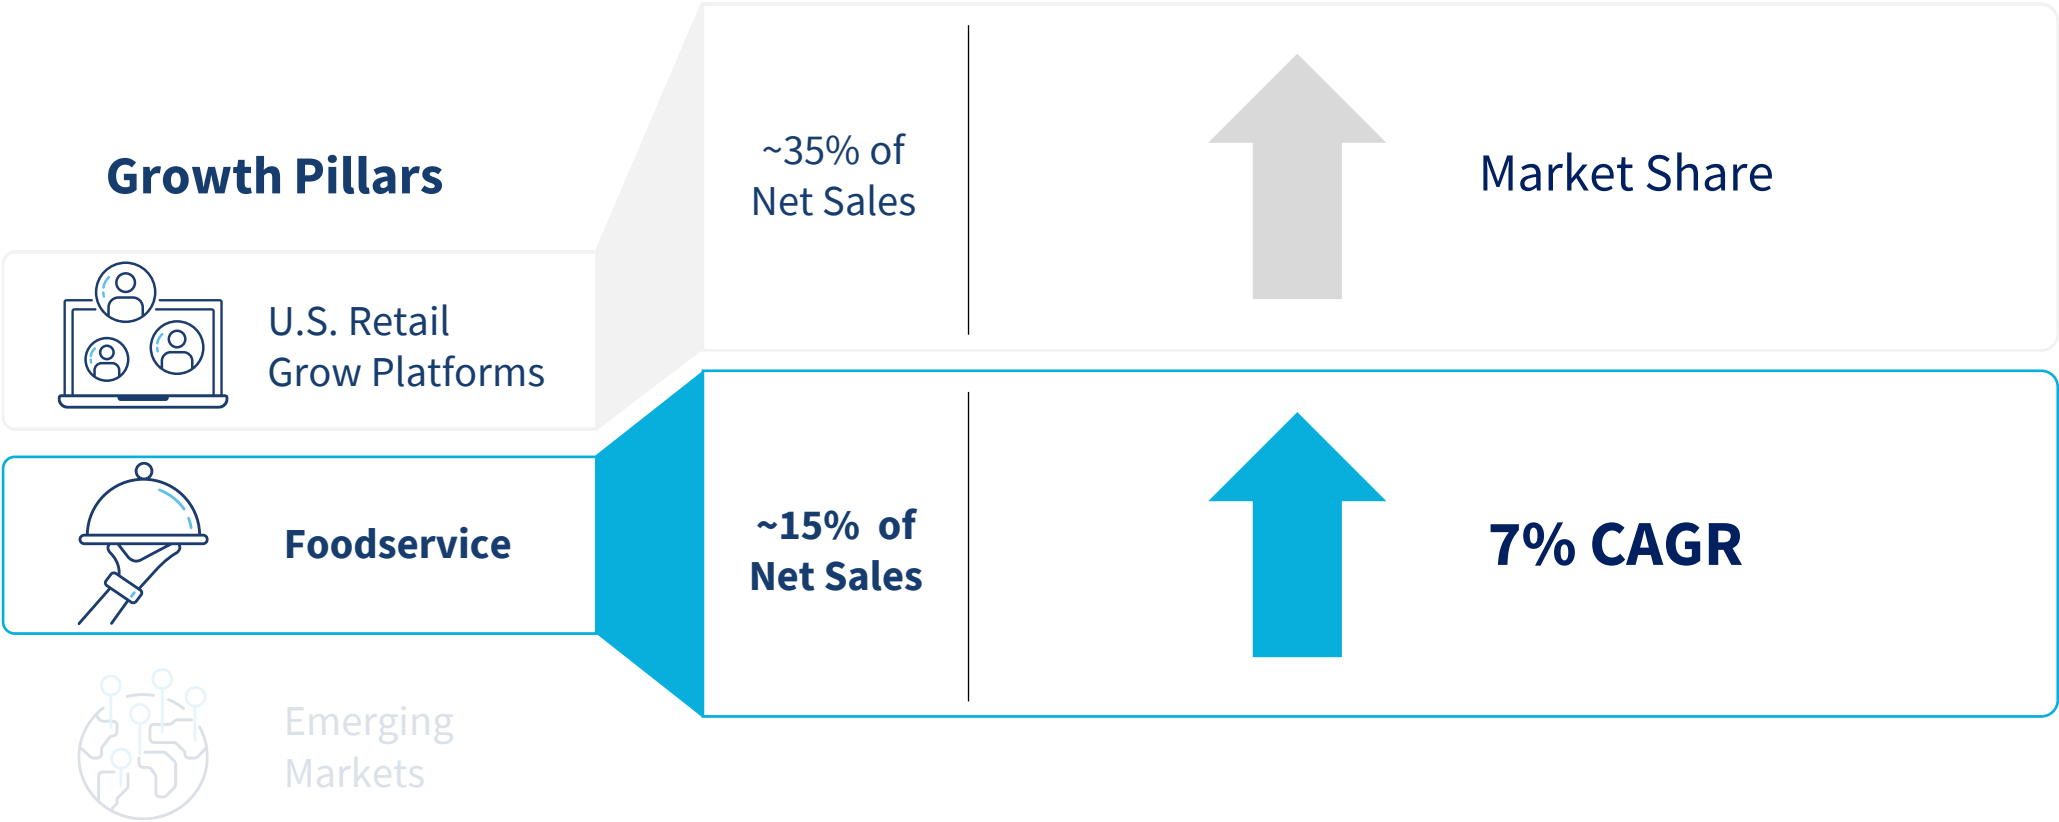 Growth Pillars
U.S. Retail
Grow Platforms
~35% of
Net Sales
Market Share
Foodservice
~15% of
Net Sales
7% CAGR
Emerging
Markets